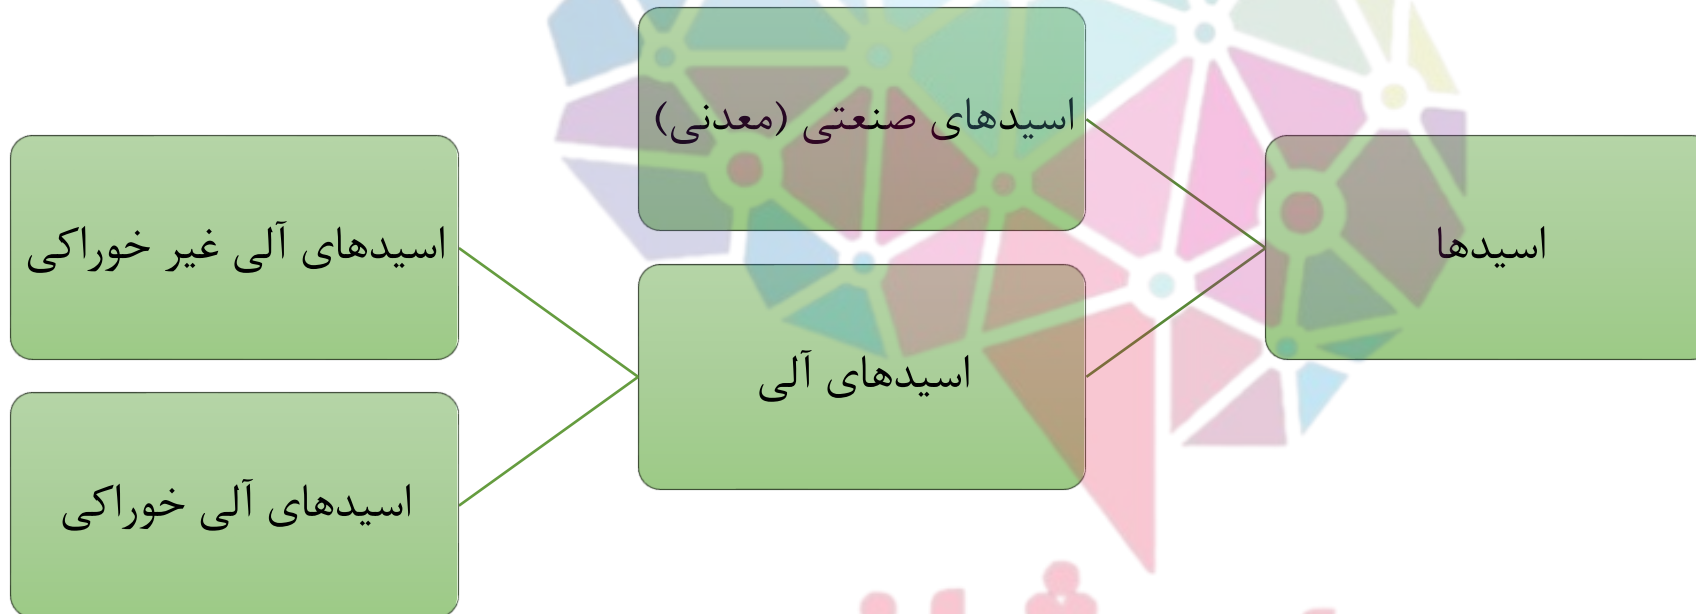 اسیدها
اسیدهای صنعتی (معدنی)
اسیدهای آلی
اسیدهای آلی غیر خوراکی
اسیدهای آلی خوراکی